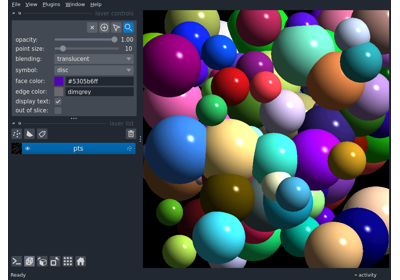 File View Plugins Window Help
layer controls
opacity: 1.00
point size: 10
blending: translucent
symbol: disc
face color: #5305b6ff
edge color: dimgrey
display text:
out of slice:
layer list
pts
Ready
activity